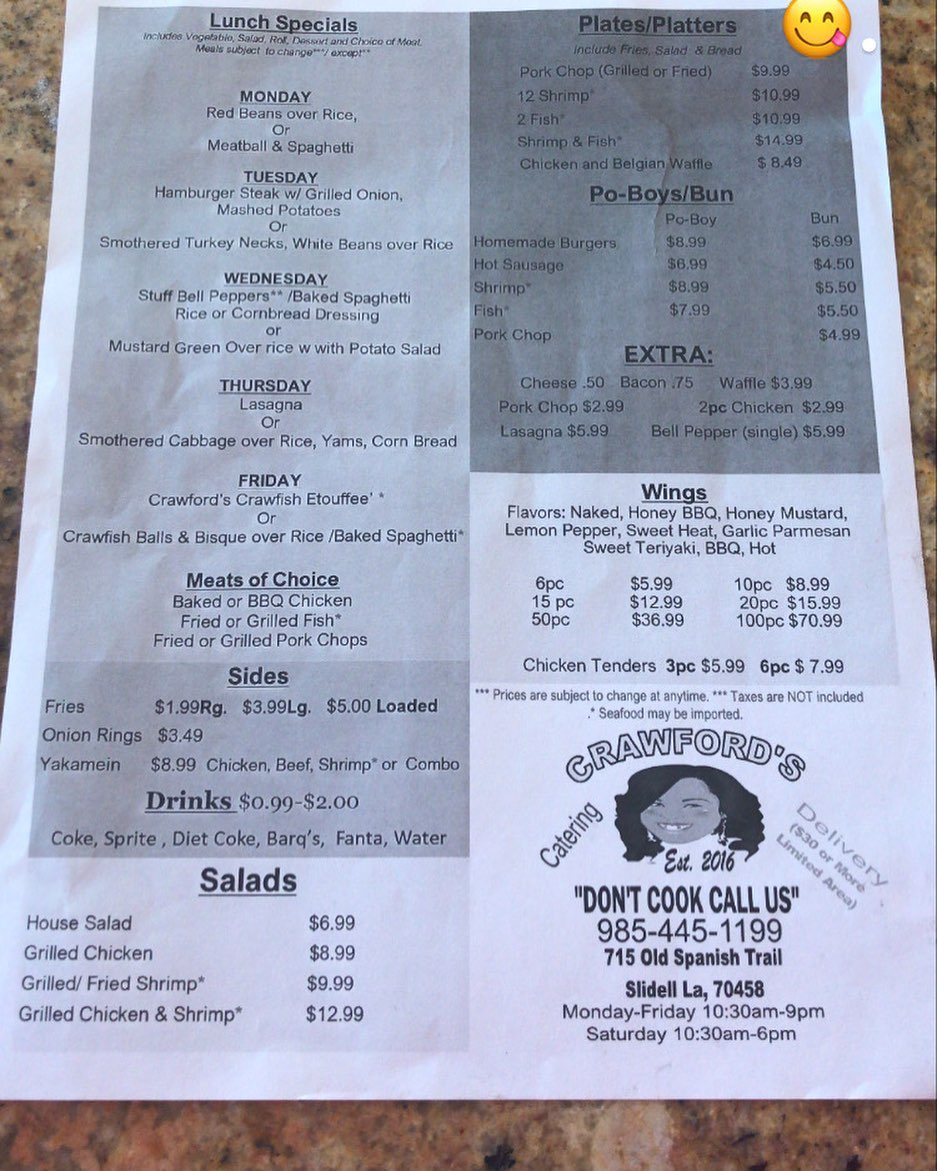 Lunch Specials
Includes Vegetable, Salad, Roll, Dessert and Choice of Meat.
Meals subject to change***/ except**
MONDAY
Red Beans over Rice,
Or
Meatball & Spaghetti
TUESDAY
Hamburger Steak w/ Grilled Onion,
Mashed Potatoes
Or
Smothered Turkey Necks, White Beans over Rice
WEDNESDAY
Stuff Bell Peppers** /Baked Spaghetti
Rice or Cornbread Dressing
or
Mustard Green Over rice w with Potato Salad
THURSDAY
Lasagna
Or
Smothered Cabbage over Rice, Yams, Corn Bread
FRIDAY
Crawford's Crawfish Etouffee' *
Or
Crawfish Balls & Bisque over Rice /Baked Spaghetti*
Meats of Choice
Baked or BBQ Chicken
Fried or Grilled Fish*
Fried or Grilled Pork Chops
Sides
Fries $1.99Rg. $3.99Lg. $5.00 Loaded
Onion Rings $3.49
Yakamein $8.99 Chicken, Beef, Shrimp* or Combo
Drinks $0.99-$2.00
Coke, Sprite , Diet Coke, Barq's, Fanta, Water
Salads
House Salad $6.99
Grilled Chicken $8.99
Grilled/ Fried Shrimp* $9.99
Grilled Chicken & Shrimp* $12.99
Plates/Platters
Include Fries, Salad & Bread
Pork Chop (Grilled or Fried) $9.99
12 Shrimp* $10.99
2 Fish* $10.99
Shrimp & Fish* $14.99
Chicken and Belgian Waffle $ 8.49
Po-Boys/Bun
Po-Boy Bun
Homemade Burgers $8.99 $6.99
Hot Sausage $6.99 $4.50
Shrimp* $8.99 $5.50
Fish* $7.99 $5.50
Pork Chop $4.99
EXTRA:
Cheese .50 Bacon .75 Waffle $3.99
Pork Chop $2.99 2pc Chicken $2.99
Lasagna $5.99 Bell Pepper (single) $5.99
Wings
Flavors: Naked, Honey BBQ, Honey Mustard,
Lemon Pepper, Sweet Heat, Garlic Parmesan
Sweet Teriyaki, BBQ, Hot
6pc $5.99 10pc $8.99
15 pc $12.99 20pc $15.99
50pc $36.99 100pc $70.99
Chicken Tenders 3pc $5.99 6pc $ 7.99
*** Prices are subject to change at anytime. *** Taxes are NOT included
.* Seafood may be imported.
CRAWFORD'S
Catering
Est. 2016
Delivery
($30 or More
Limited Area)
"DON'T COOK CALL US"
985-445-1199
715 Old Spanish Trail
Slidell La, 70458
Monday-Friday 10:30am-9pm
Saturday 10:30am-6pm